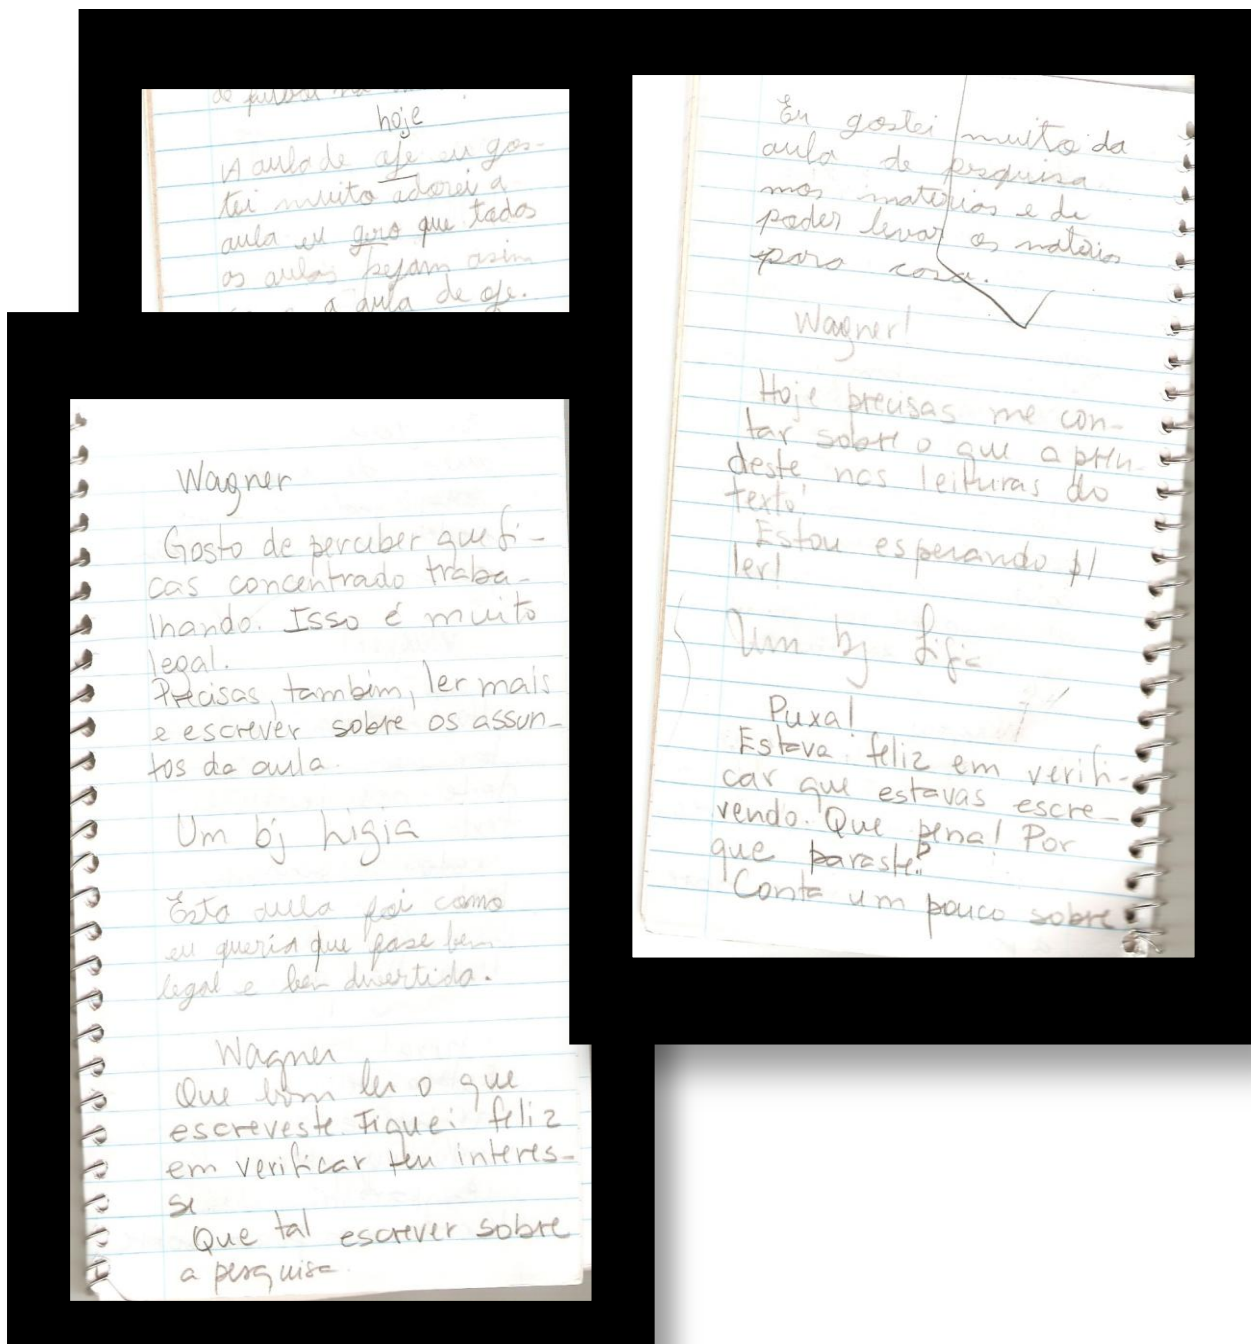 hoje
A aula de oje eu gos-
tei muito adorei a
aula eu gero que todos
os aulas sejam asim
a aula de oje.
Wagner
Gosto de perceber que fi-
cas concentrado traba-
lhando. Isso é muito
legal.
Precisas, também, ler mais
e escrever sobre os assun-
tos da aula.
Um bj Ligia
Esta aula foi como
eu queria que fose bem
legal e bem divertida.
Wagner
Que bom ler o que
escreveste. Fiquei feliz
em verificar teu interes-
se
Que tal escrever sobre
a pesquisa.
Eu gostei muito da
aula de pesquisa
mos materias e de
poder levar os materias
para casa.
Wagner!
Hoje precisas me con-
tar sobre o que apren-
deste nas leituras do
texto!
Estou esperando p/
ler!
Um bj Ligia
Puxa!
Estava feliz em verifi-
car que estavas escre-
vendo. Que pena! Por
que paraste?
Conta um pouco sobre